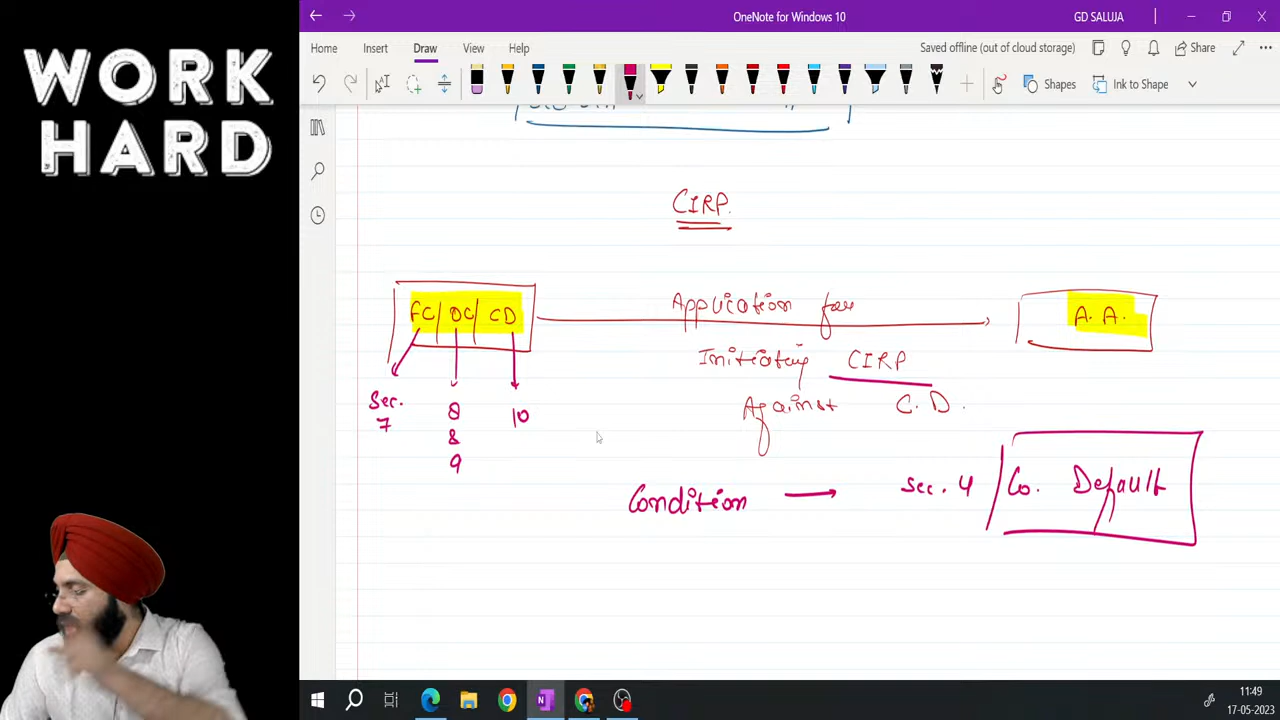 WORK
HARD
OneNote for Windows 10
GD SALUJA
Home Insert Draw View Help
Saved offline (out of cloud storage)
Share
Shapes
Ink to Shape
CIRP.
FC/ OC/ CD
Application for
A. A.
Initiating CIRP
Against C. D.
Sec. 7
8
8
9
10
Condition → Sec. 4
Co. Default
11:49
17-05-2023